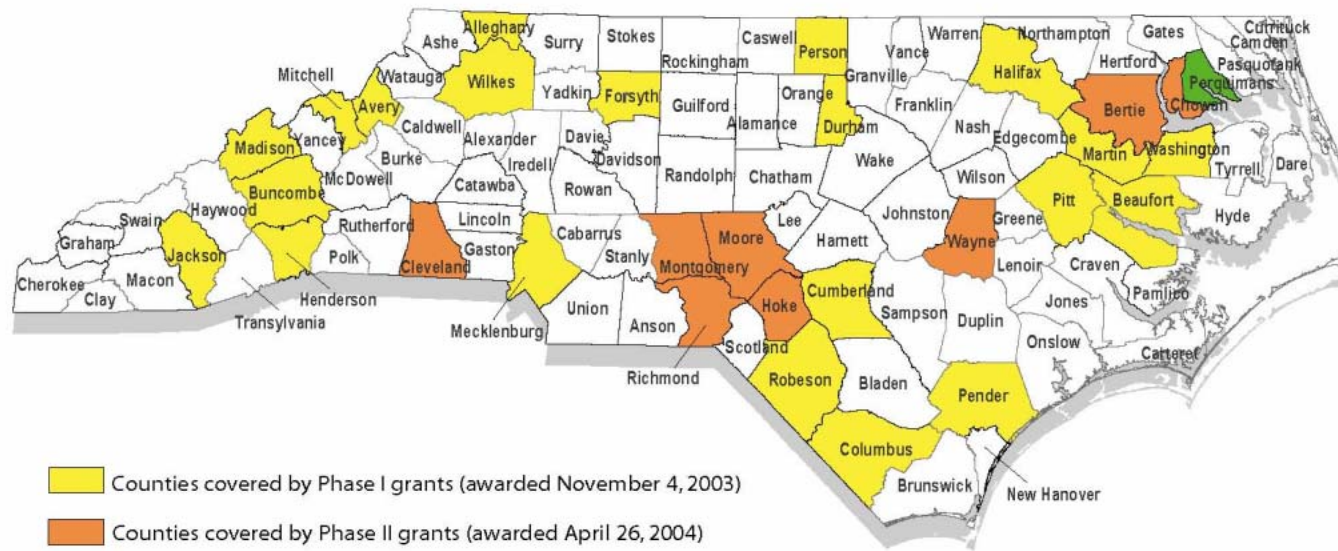 Alleghany
Ashe
Surry
Stokes
Rockingham
Caswell
Person
Vance
Warren
Northampton
Gates
Currituck
Camden
Pasquotank
Perquimans
Hertford
Halifax
Granville
Mitchell
Watauga
Wilkes
Yadkin
Forsyth
Guilford
Orange
Alamance
Durham
Franklin
Bertie
Chowan
Avery
Caldwell
Alexander
Davie
Nash
Edgecombe
Martin
Washington
Madison
Yancey
Burke
Iredell
Davidson
Wake
Tyrrell
Dare
Buncombe
McDowell
Catawba
Rowan
Randolph
Chatham
Wilson
Pitt
Beaufort
Hyde
Haywood
Swain
Rutherford
Lincoln
Cabarrus
Lee
Johnston
Greene
Graham
Jackson
Polk
Cleveland
Gaston
Stanly
Montgomery
Moore
Harnett
Wayne
Lenoir
Craven
Pamlico
Cherokee
Clay
Macon
Transylvania
Henderson
Mecklenburg
Union
Anson
Richmond
Hoke
Scotland
Cumberland
Sampson
Duplin
Jones
Onslow
Carteret
Robeson
Bladen
Pender
Columbus
Brunswick
New Hanover
Counties covered by Phase I grants (awarded November 4, 2003)
Counties covered by Phase II grants (awarded April 26, 2004)